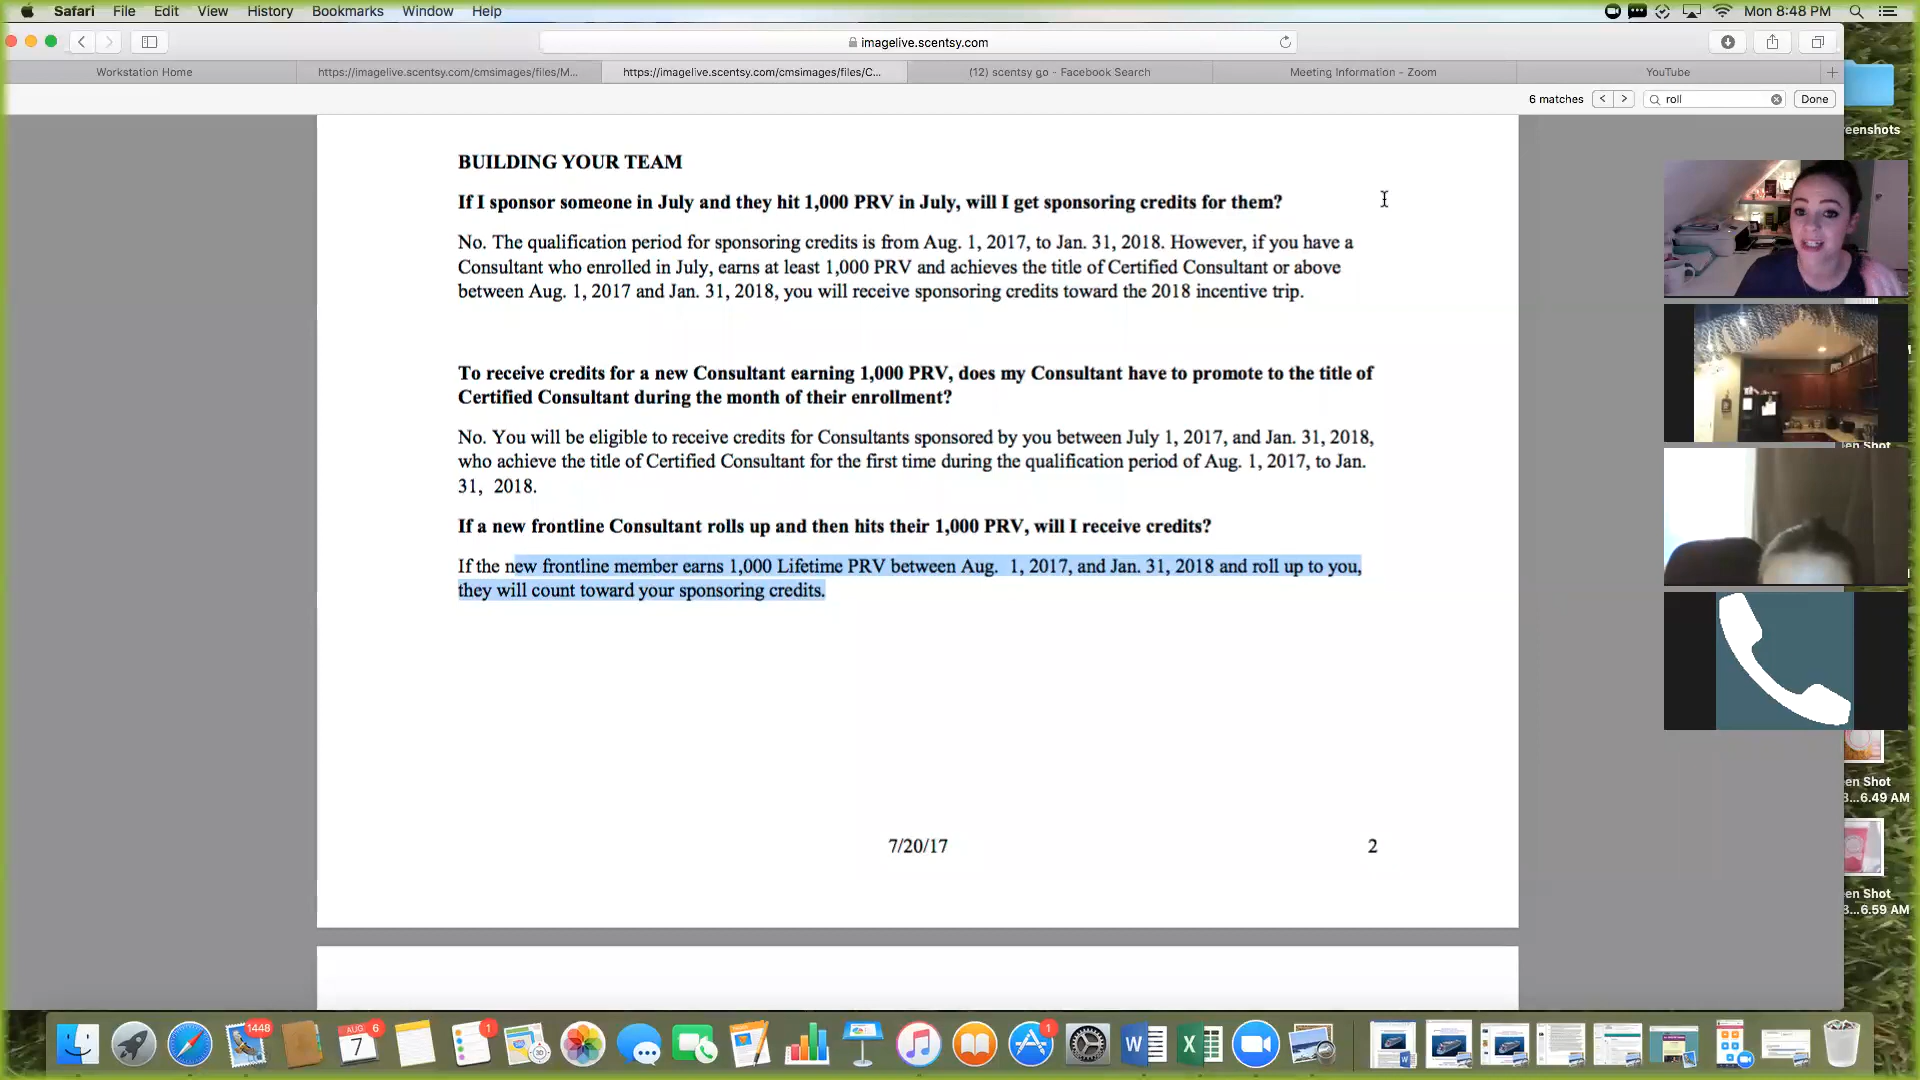 Safari File Edit View History Bookmarks Window Help
Mon 8:48 PM
imagelive.scentsy.com
Workstation Home
https://imagelive.scentsy.com/cmsimages/files/M...
https://imagelive.scentsy.com/cmsimages/files/C...
(12) scentsy go - Facebook Search
Meeting Information - Zoom
YouTube
6 matches
roll
Done
BUILDING YOUR TEAM
If I sponsor someone in July and they hit 1,000 PRV in July, will I get sponsoring credits for them?
No. The qualification period for sponsoring credits is from Aug. 1, 2017, to Jan. 31, 2018. However, if you have a
Consultant who enrolled in July, earns at least 1,000 PRV and achieves the title of Certified Consultant or above
between Aug. 1, 2017 and Jan. 31, 2018, you will receive sponsoring credits toward the 2018 incentive trip.
To receive credits for a new Consultant earning 1,000 PRV, does my Consultant have to promote to the title of
Certified Consultant during the month of their enrollment?
No. You will be eligible to receive credits for Consultants sponsored by you between July 1, 2017, and Jan. 31, 2018,
who achieve the title of Certified Consultant for the first time during the qualification period of Aug. 1, 2017, to Jan.
31, 2018.
If a new frontline Consultant rolls up and then hits their 1,000 PRV, will I receive credits?
If the new frontline member earns 1,000 Lifetime PRV between Aug. 1, 2017, and Jan. 31, 2018 and roll up to you,
they will count toward your sponsoring credits.
7/20/17
2
eenshots
en Shot
en Shot
3...6.49 AM
en Shot
3...6.59 AM
1448
AUG 6
7
1
1